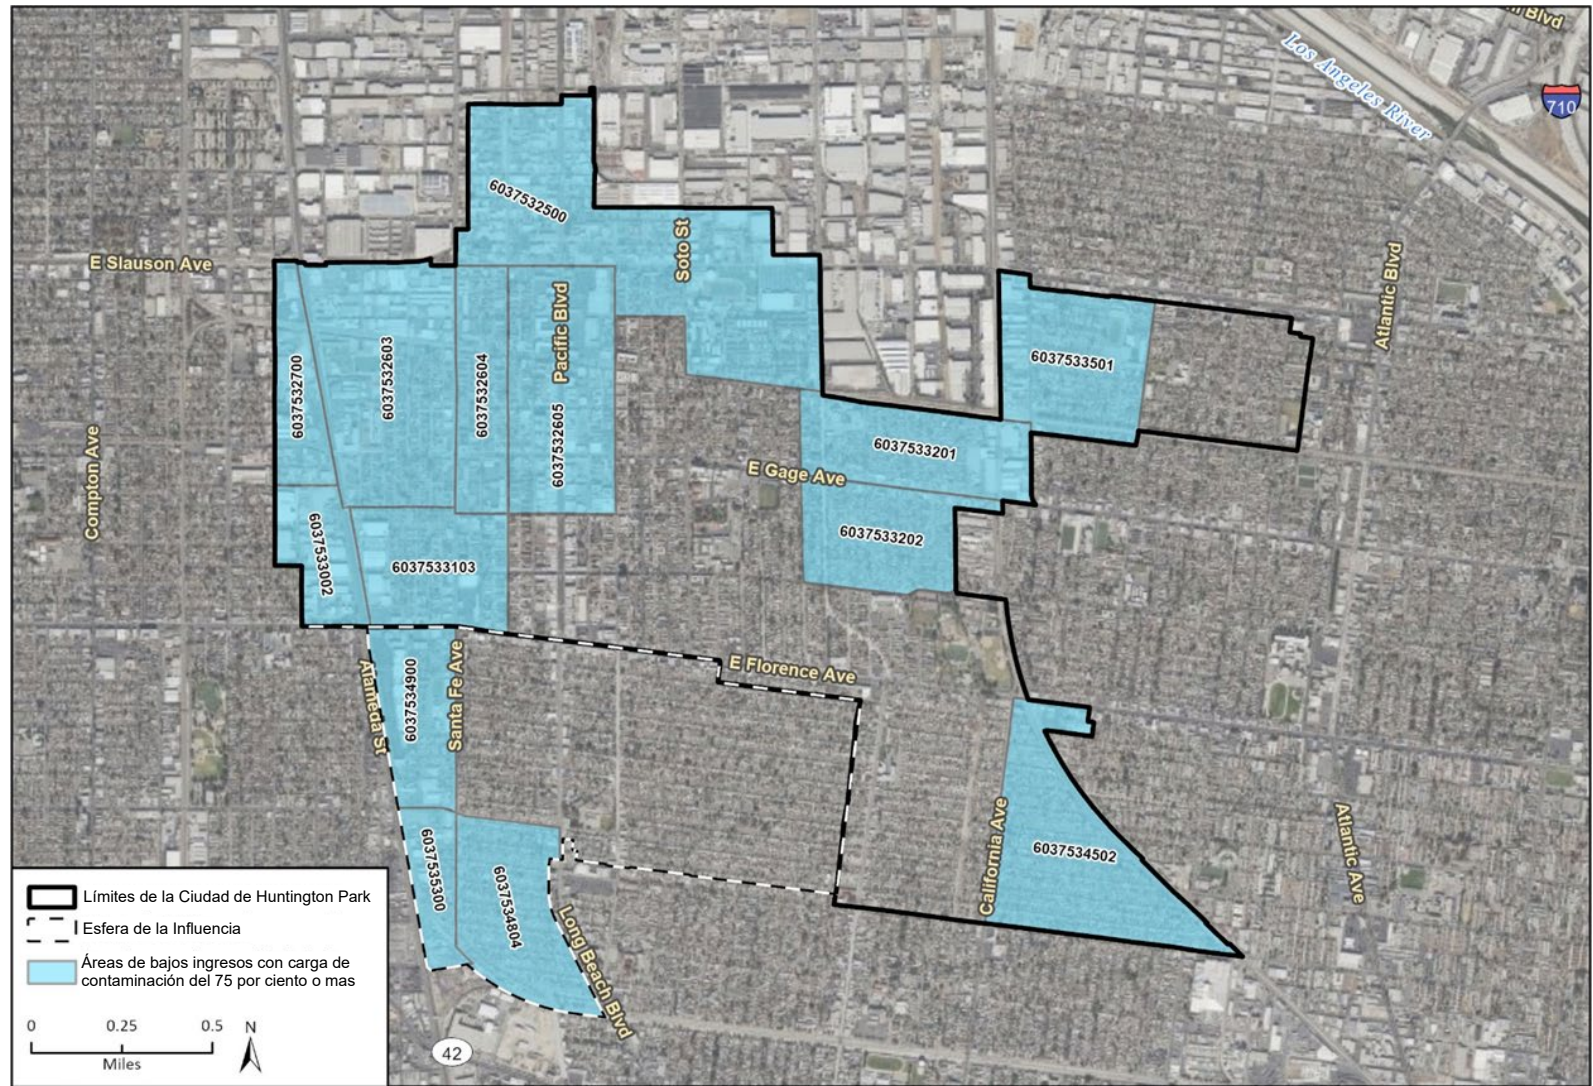 Los Angeles River
710
6037532500
E Slauson Ave
Soto St
Pacific Blvd
Atlantic Blvd
6037532700
6037532603
6037532604
6037532605
6037533501
Compton Ave
6037533201
E Gage Ave
6037533202
6037533002
6037533103
Alameda St
6037534900
Santa Fe Ave
E Florence Ave
California Ave
6037534502
Atlantic Ave
6037535300
6037534804
Long Beach Blvd
42
Límites de la Ciudad de Huntington Park
Esfera de la Influencia
Áreas de bajos ingresos con carga de
contaminación del 75 por ciento o mas
0 0.25 0.5
Miles
N